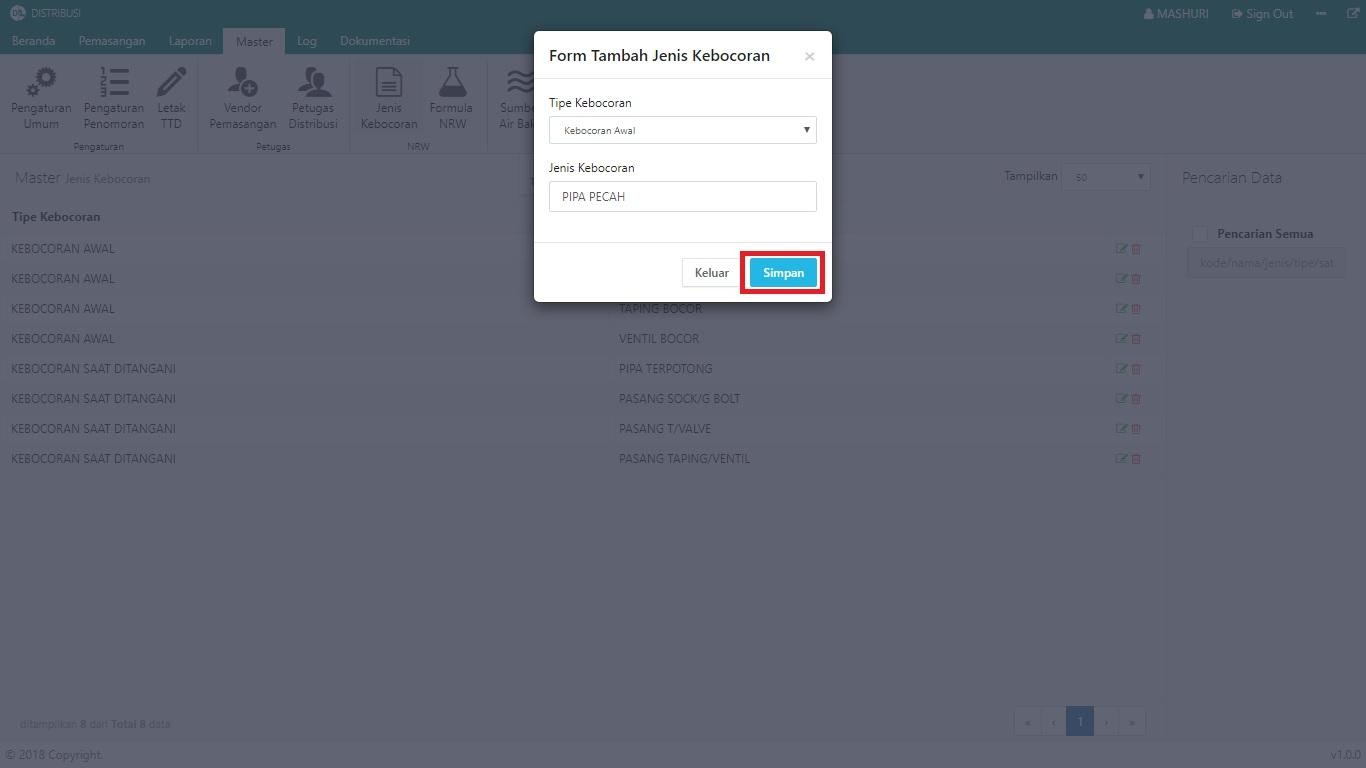 DISTRIBUSI
MASHURI Sign Out
Beranda Pemasangan Laporan Master Log Dokumentasi
Pengaturan Umum
Pengaturan Penomoran
Letak TTD
Pengaturan
Vendor Pemasangan
Petugas Distribusi
Petugas
Jenis Kebocoran
Formula NRW
NRW
Form Tambah Jenis Kebocoran ×
Tipe Kebocoran
Kebocoran Awal
Jenis Kebocoran
PIPA PECAH
Keluar Simpan
Master Jenis Kebocoran
Tampilkan 50
Pencarian Data
Pencarian Semua
kode/nama/jenis/tipe/sat
Tipe Kebocoran
KEBOCORAN AWAL
KEBOCORAN AWAL
KEBOCORAN AWAL TAPING BOCOR
KEBOCORAN AWAL VENTIL BOCOR
KEBOCORAN SAAT DITANGANI PIPA TERPOTONG
KEBOCORAN SAAT DITANGANI PASANG SOCK/G BOLT
KEBOCORAN SAAT DITANGANI PASANG T/VALVE
KEBOCORAN SAAT DITANGANI PASANG TAPING/VENTIL
ditampilkan 8 dari Total 8 data
« ‹ 1 › »
© 2018 Copyright. v1.0.0